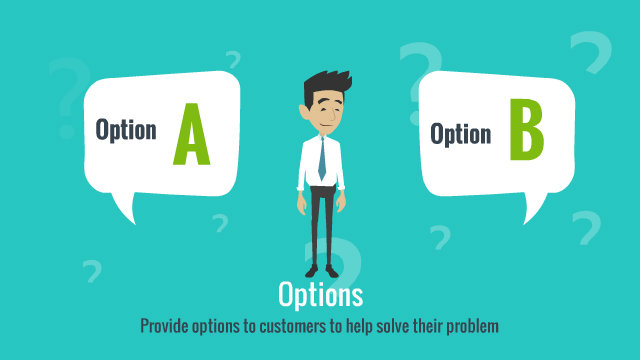 Option A
Option B
Options
Provide options to customers to help solve their problem